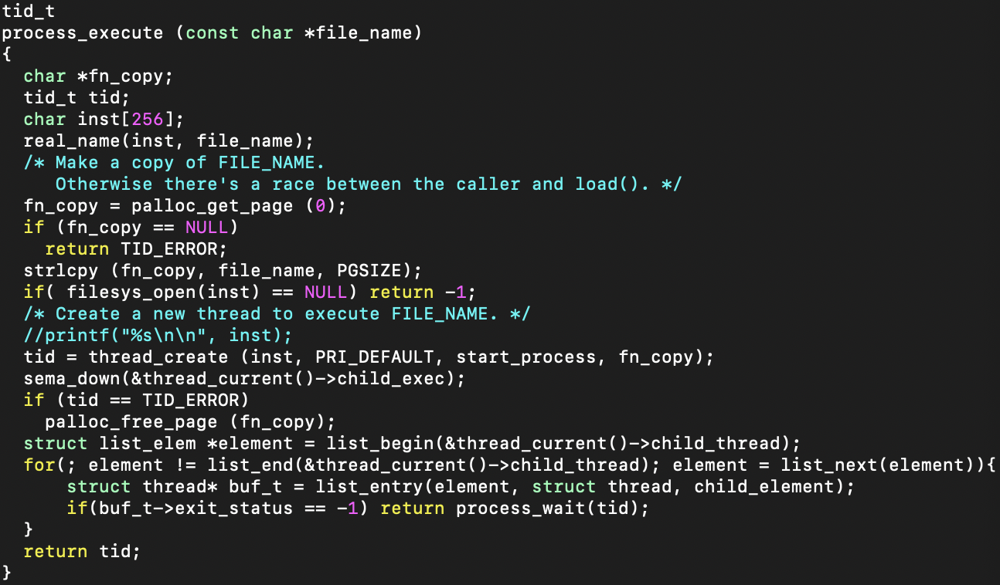 tid_t
process_execute (const char *file_name)
{
  char *fn_copy;
  tid_t tid;
  char inst[256];
  real_name(inst, file_name);
  /* Make a copy of FILE_NAME.
     Otherwise there's a race between the caller and load(). */
  fn_copy = palloc_get_page (0);
  if (fn_copy == NULL)
    return TID_ERROR;
  strlcpy (fn_copy, file_name, PGSIZE);
  if( filesys_open(inst) == NULL) return -1;
  /* Create a new thread to execute FILE_NAME. */
  //printf("%s\n\n", inst);
  tid = thread_create (inst, PRI_DEFAULT, start_process, fn_copy);
  sema_down(&thread_current()->child_exec);
  if (tid == TID_ERROR)
    palloc_free_page (fn_copy);
  struct list_elem *element = list_begin(&thread_current()->child_thread);
  for(; element != list_end(&thread_current()->child_thread); element = list_next(element)){
      struct thread* buf_t = list_entry(element, struct thread, child_element);
      if(buf_t->exit_status == -1) return process_wait(tid);
  }
  return tid;
}